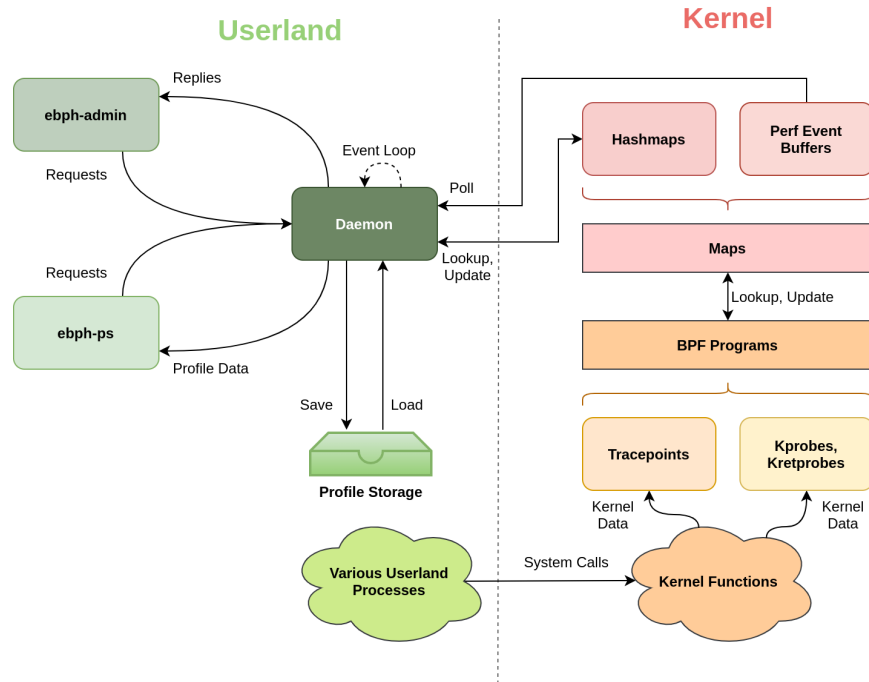 Userland
Kernel
Replies
ebph-admin
Requests
Event Loop
Poll
Hashmaps
Perf Event
Buffers
Daemon
Lookup,
Update
Maps
Requests
Lookup, Update
ebph-ps
BPF Programs
Profile Data
Save
Load
Tracepoints
Kprobes,
Kretprobes
Profile Storage
Kernel
Data
Kernel
Data
System Calls
Various Userland
Processes
Kernel Functions